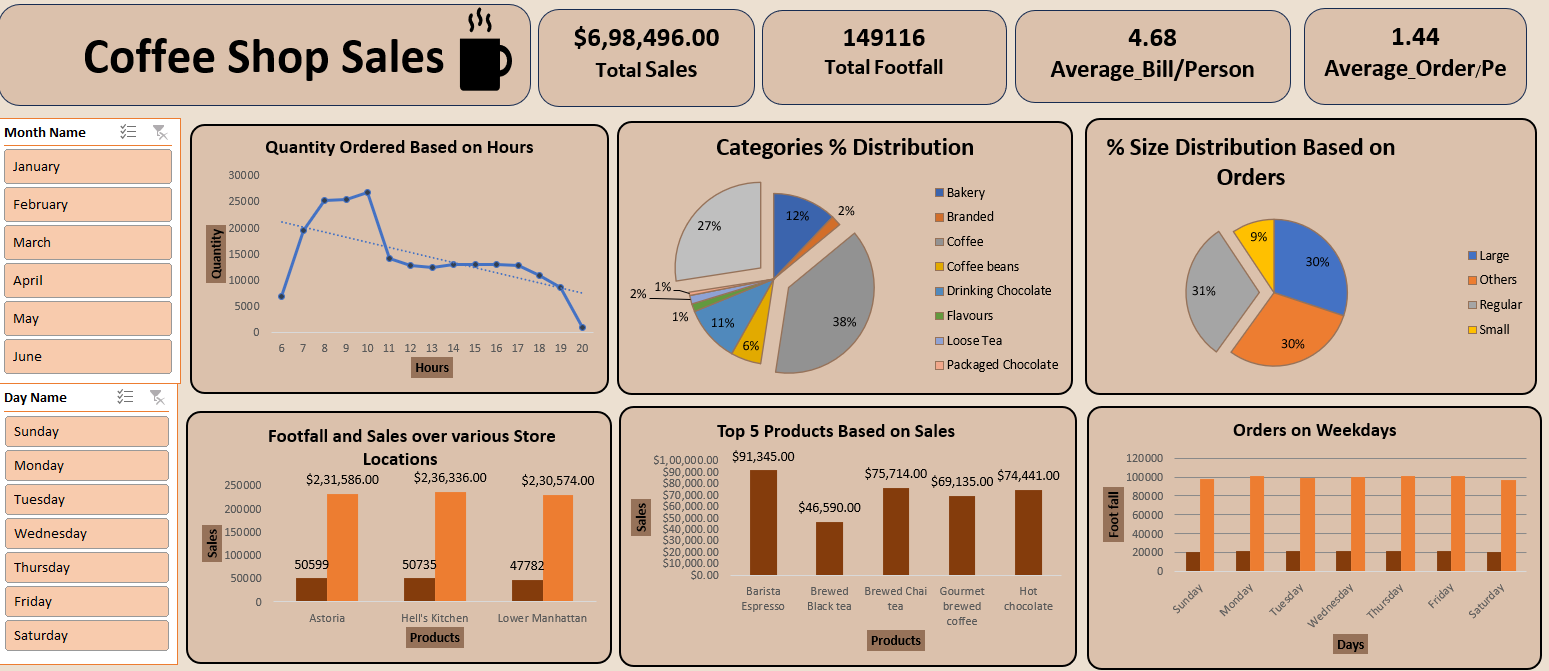 Coffee Shop Sales
$6,98,496.00
Total Sales
149116
Total Footfall
4.68
Average_Bill/Person
1.44
Average_Order/Pe
Month Name
January
February
March
April
May
June
Day Name
Sunday
Monday
Tuesday
Wednesday
Thursday
Friday
Saturday
Quantity Ordered Based on Hours
Quantity
30000
25000
20000
15000
10000
5000
0
6 7 8 9 10 11 12 13 14 15 16 17 18 19 20
Hours
Categories % Distribution
12%
2%
38%
6%
11%
1%
2%
1%
27%
Bakery
Branded
Coffee
Coffee beans
Drinking Chocolate
Flavours
Loose Tea
Packaged Chocolate
% Size Distribution Based on
Orders
30%
30%
31%
9%
Large
Others
Regular
Small
Footfall and Sales over various Store
Locations
Sales
250000
200000
150000
100000
50000
0
$2,31,586.00 $2,36,336.00 $2,30,574.00
50599 50735 47782
Astoria Hell's Kitchen Lower Manhattan
Products
Top 5 Products Based on Sales
Sales
$1,00,000.00
$90,000.00
$80,000.00
$70,000.00
$60,000.00
$50,000.00
$40,000.00
$30,000.00
$20,000.00
$10,000.00
$0.00
$91,345.00
$46,590.00
$75,714.00
$69,135.00
$74,441.00
Barista
Espresso
Brewed
Black tea
Brewed Chai
tea
Gourmet
brewed
coffee
Hot
chocolate
Products
Orders on Weekdays
Foot fall
120000
100000
80000
60000
40000
20000
0
Sunday
Monday
Tuesday
Wednesday
Thursday
Friday
Saturday
Days